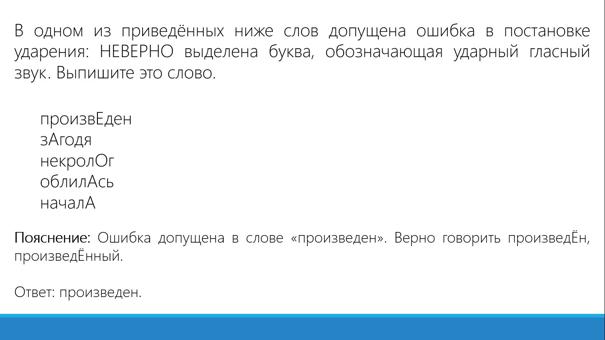 В одном из приведённых ниже слов допущена ошибка в постановке
ударения: НЕВЕРНО выделена буква, обозначающая ударный гласный
звук. Выпишите это слово.
произвЕден
зАгодя
некролОг
облилАсь
началА
Пояснение: Ошибка допущена в слове «произведен». Верно говорить произведЁн,
произведЁнный.
Ответ: произведен.